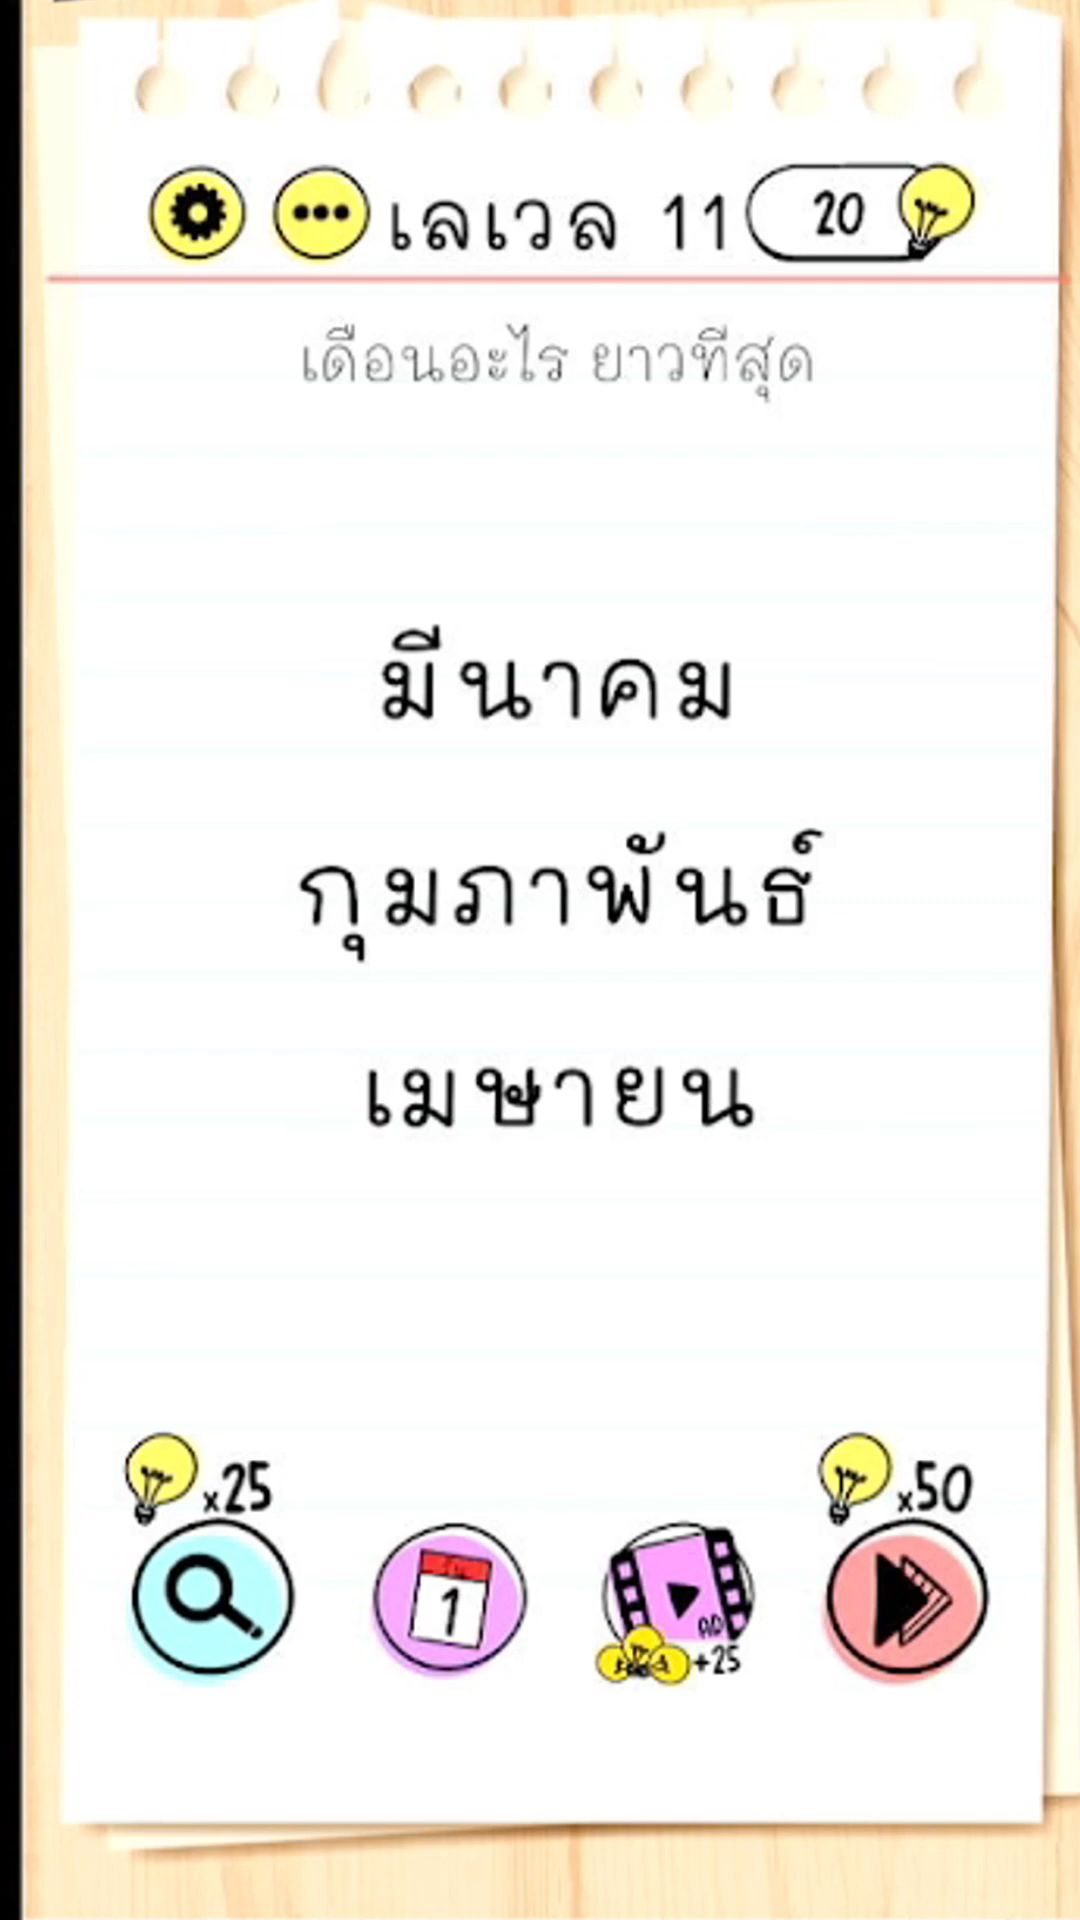 เลเวล 11
20
เดือนอะไร ยาวที่สุด
มีนาคม
กุมภาพันธ์
เมษายน
x25
x50
1
AD
+25